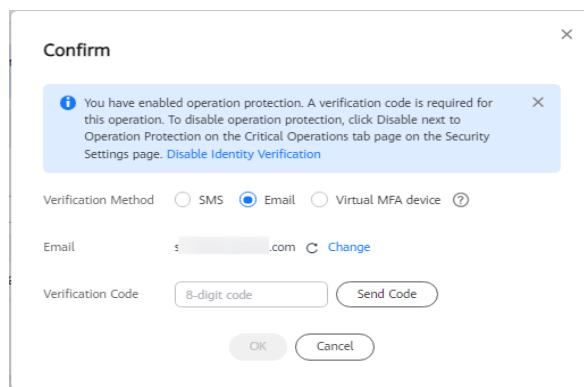 Confirm
You have enabled operation protection. A verification code is required for
this operation. To disable operation protection, click Disable next to
Operation Protection on the Critical Operations tab page on the Security
Settings page. Disable Identity Verification
Verification Method SMS Email Virtual MFA device ?
Email s .com Change
Verification Code 8-digit code Send Code
OK Cancel